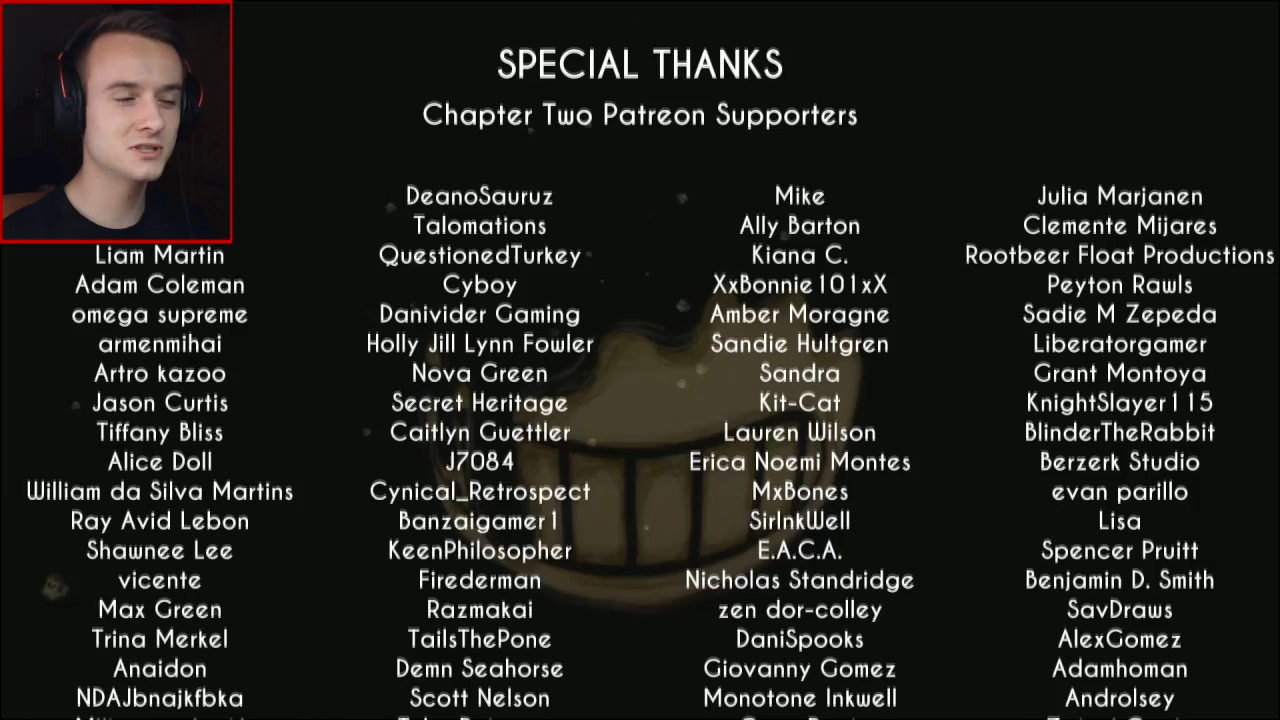 SPECIAL THANKS
Chapter Two Patreon Supporters
DeanoSauruz Mike Julia Marjanen
Talomations Ally Barton Clemente Mijares
Liam Martin QuestionedTurkey Kiana C. Rootbeer Float Productions
Adam Coleman Cyboy XxBonnie101xX Peyton Rawls
omega supreme Danivider Gaming Amber Moragne Sadie M Zepeda
armenmihai Holly Jill Lynn Fowler Sandie Hultgren Liberatorgamer
Artro kazoo Nova Green Sandra Grant Montoya
Jason Curtis Secret Heritage Kit-Cat KnightSlayer115
Tiffany Bliss Caitlyn Guettler Lauren Wilson BlinderTheRabbit
Alice Doll J7084 Erica Noemi Montes Berzerk Studio
William da Silva Martins Cynical_Retrospect MxBones evan parillo
Ray Avid Lebon Banzaigamer1 SirInkWell Lisa
Shawnee Lee KeenPhilosopher E.A.C.A. Spencer Pruitt
vicente Firederman Nicholas Standridge Benjamin D. Smith
Max Green Razmakai zen dor-colley SavDraws
Trina Merkel TailsThePone DaniSpooks AlexGomez
Anaidon Demn Seahorse Giovanny Gomez Adamhoman
NDAJbnajkfbka Scott Nelson Monotone Inkwell Androlsey